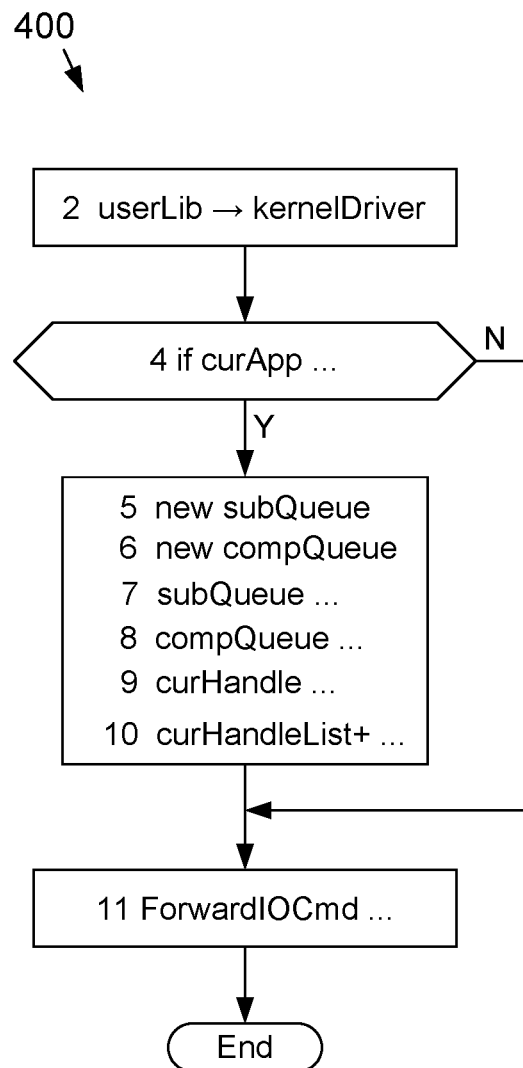 400
2 userLib → kernelDriver
4 if curApp ...
N
Y
5 new subQueue
6 new compQueue
7 subQueue ...
8 compQueue ...
9 curHandle ...
10 curHandleList+ ...
11 ForwardIOCmd ...
End